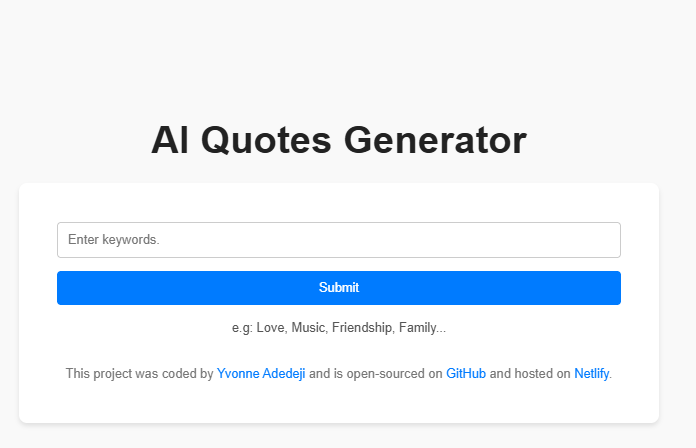 AI Quotes Generator
Enter keywords.
Submit
e.g: Love, Music, Friendship, Family...
This project was coded by Yvonne Adedeji and is open-sourced on GitHub and hosted on Netlify.